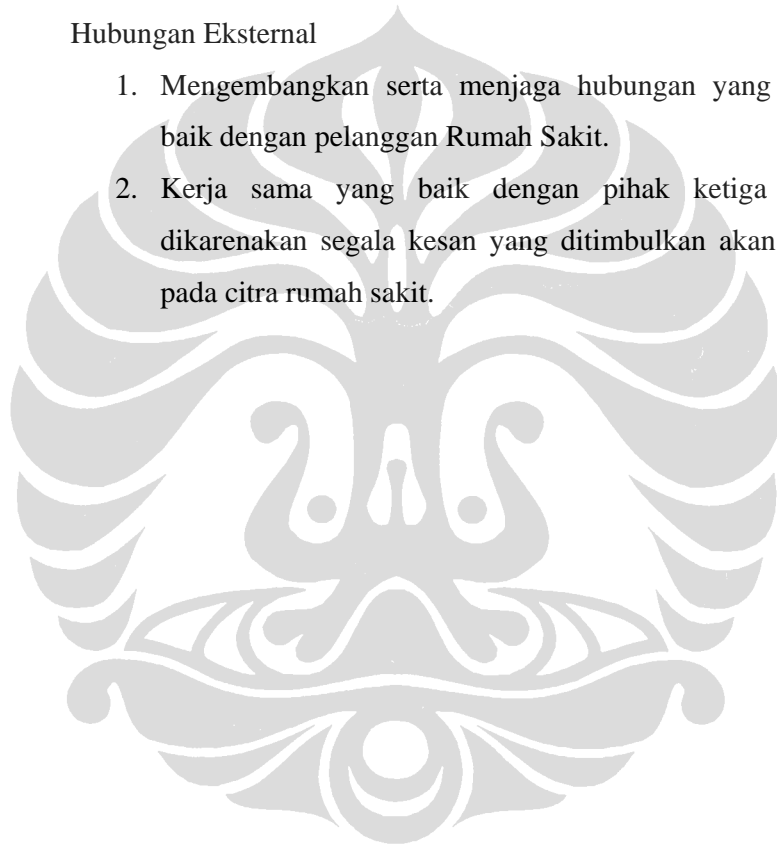 Hubungan Eksternal
1. Mengembangkan serta menjaga hubungan yang
baik dengan pelanggan Rumah Sakit.
2. Kerja sama yang baik dengan pihak ketiga
dikarenakan segala kesan yang ditimbulkan akan
pada citra rumah sakit.